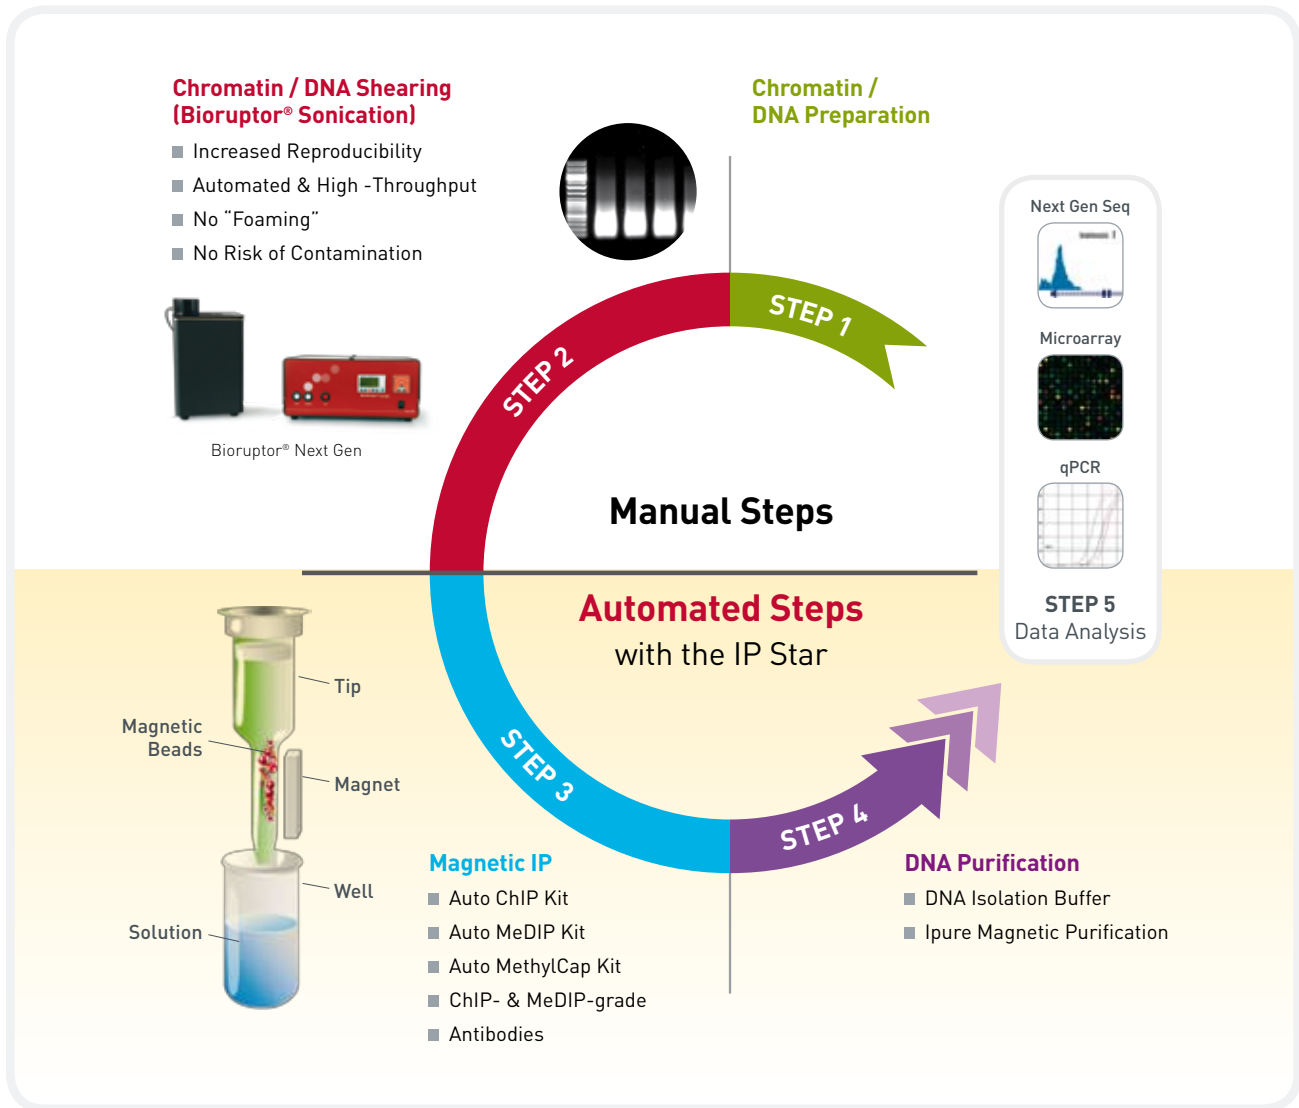 Chromatin / DNA Shearing
(Bioruptor® Sonication)
Increased Reproducibility
Automated & High -Throughput
No “Foaming”
No Risk of Contamination
Bioruptor® Next Gen
Chromatin /
DNA Preparation
STEP 1
STEP 2
Manual Steps
Automated Steps
with the IP Star
Next Gen Seq
Microarray
qPCR
STEP 5
Data Analysis
Tip
Magnetic
Beads
Magnet
Well
Solution
STEP 3
STEP 4
Magnetic IP
Auto ChIP Kit
Auto MeDIP Kit
Auto MethylCap Kit
ChIP- & MeDIP-grade
Antibodies
DNA Purification
DNA Isolation Buffer
Ipure Magnetic Purification